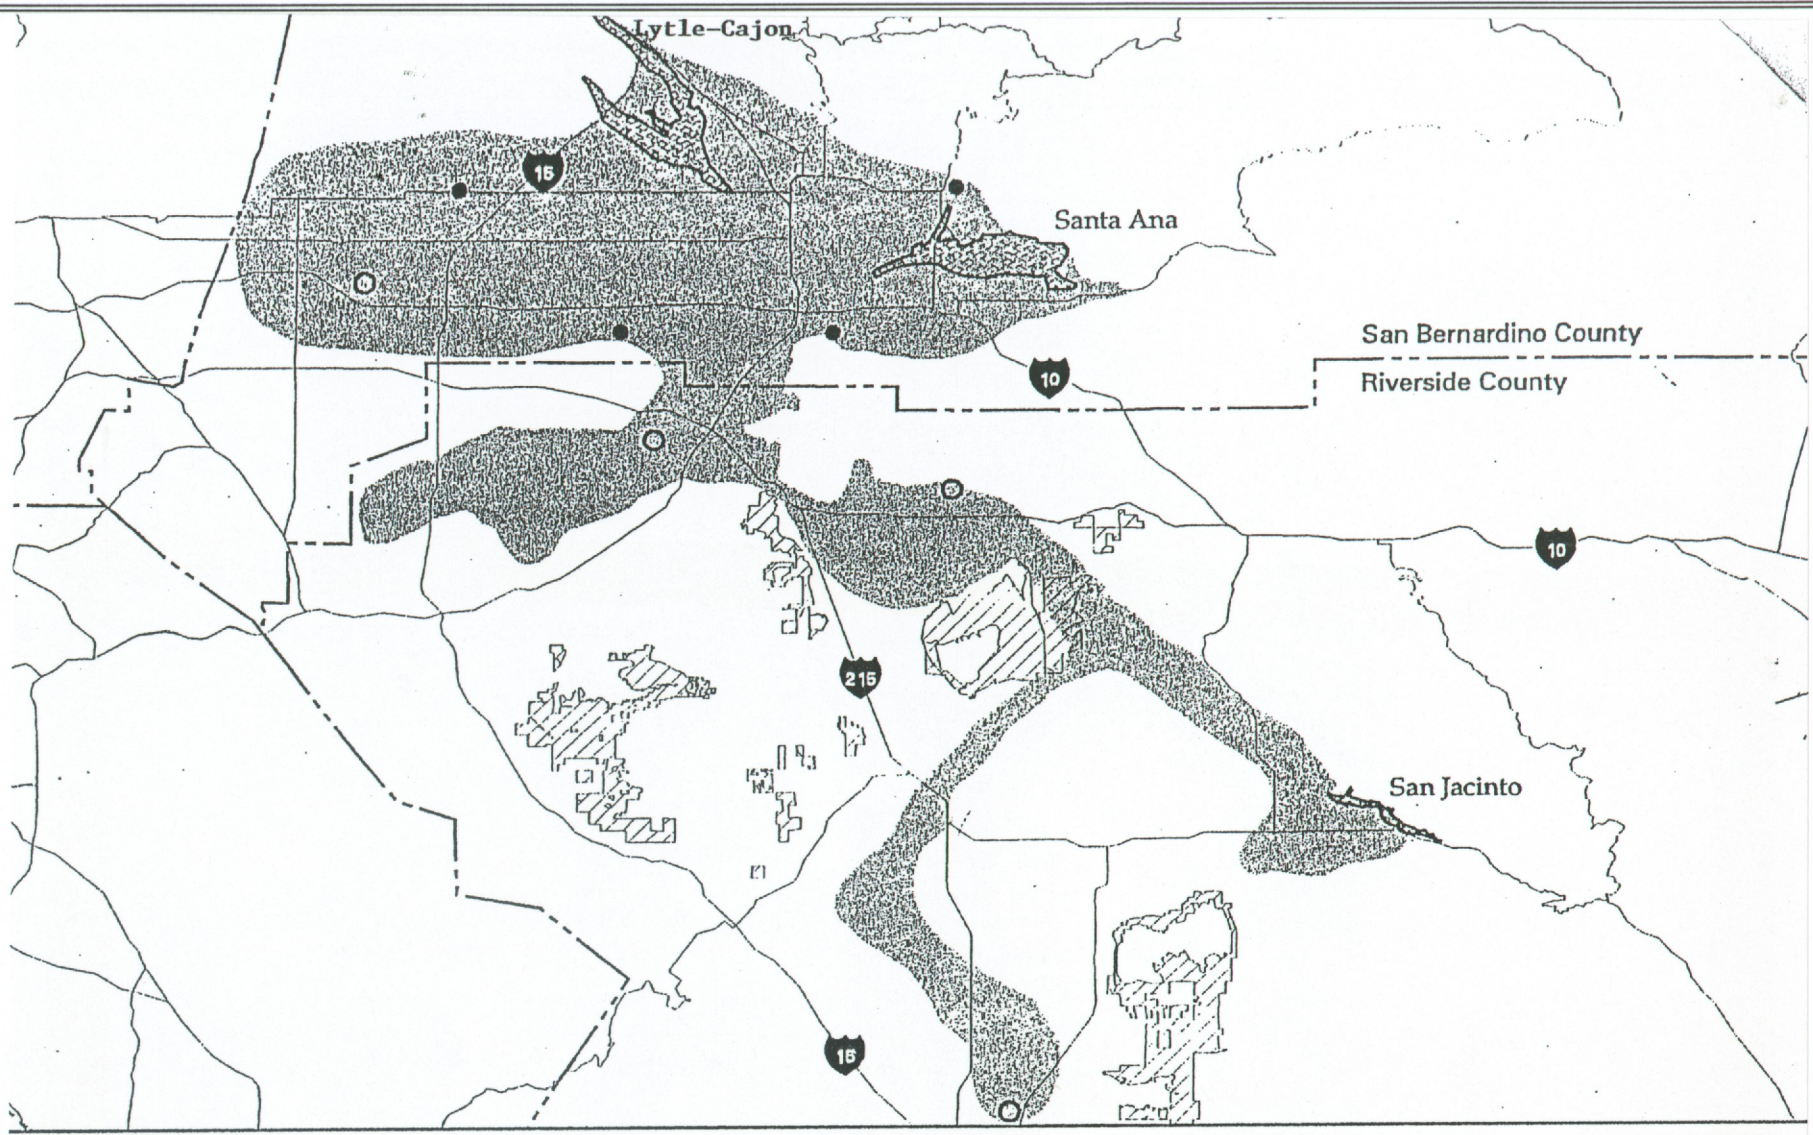 Lytle-Cajon
15
Santa Ana
San Bernardino County
10
Riverside County
10
215
San Jacinto
15